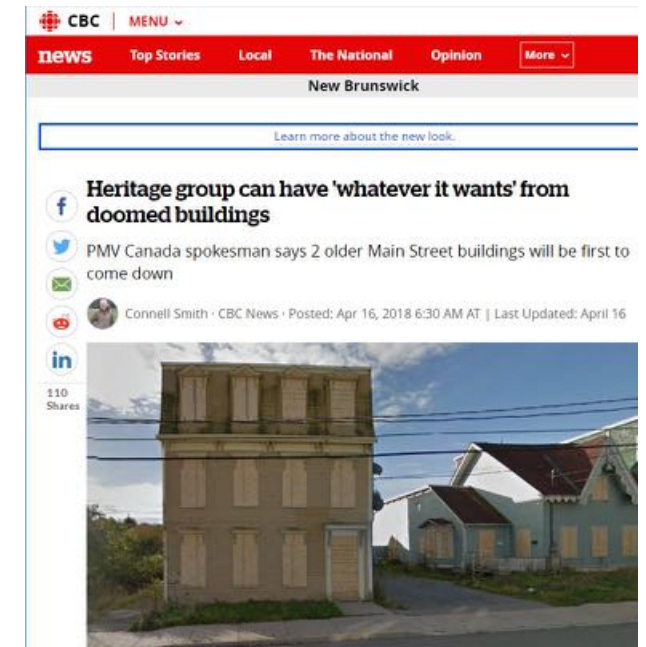 CBC MENU
news Top Stories Local The National Opinion More
New Brunswick
Learn more about the new look.
Heritage group can have 'whatever it wants' from
doomed buildings
PMV Canada spokesman says 2 older Main Street buildings will be first to
come down
Connell Smith · CBC News · Posted: Apr 16, 2018 6:30 AM AT | Last Updated: April 16
110
Shares